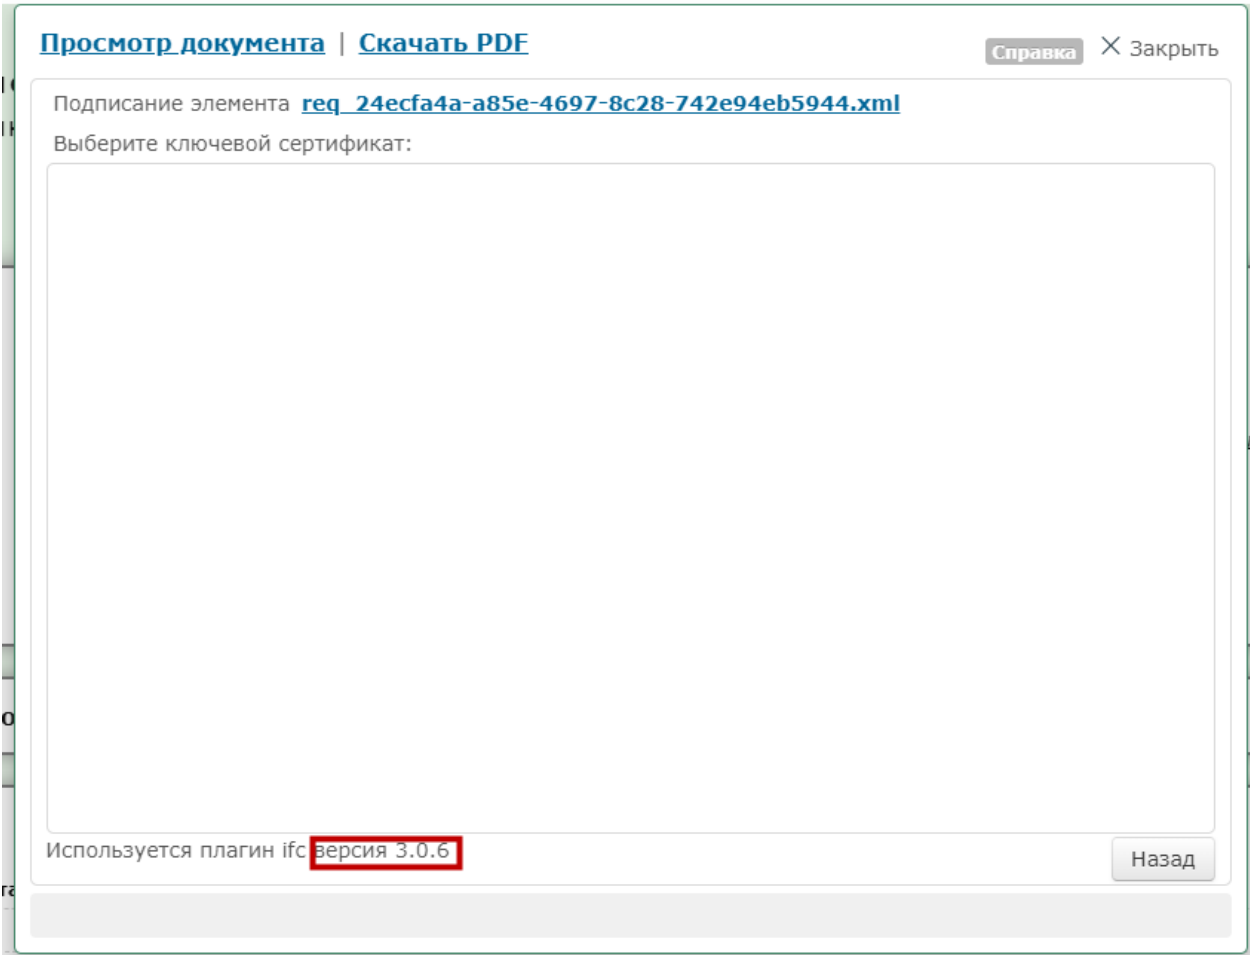 Просмотр документа | Скачать PDF
Справка
Закрыть
Подписание элемента req_24ecfa4a-a85e-4697-8c28-742e94eb5944.xml
Выберите ключевой сертификат:
Используется плагин ifc версия 3.0.6
Назад